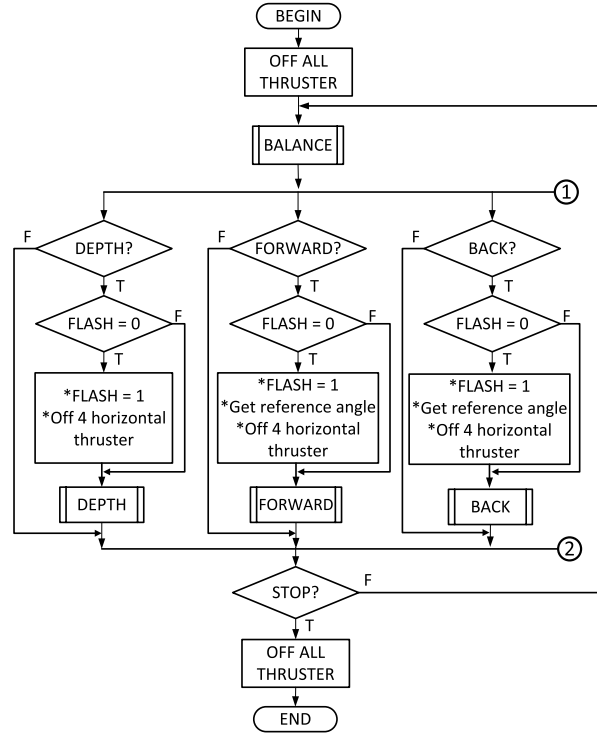 BEGIN
OFF ALL
THRUSTER
BALANCE
1
F
DEPTH?
T
FLASH = 0
F
T
*FLASH = 1
*Off 4 horizontal
thruster
DEPTH
F
FORWARD?
T
FLASH = 0
F
T
*FLASH = 1
*Get reference angle
*Off 4 horizontal
thruster
FORWARD
F
BACK?
T
FLASH = 0
F
T
*FLASH = 1
*Get reference angle
*Off 4 horizontal
thruster
BACK
2
STOP?
F
T
OFF ALL
THRUSTER
END